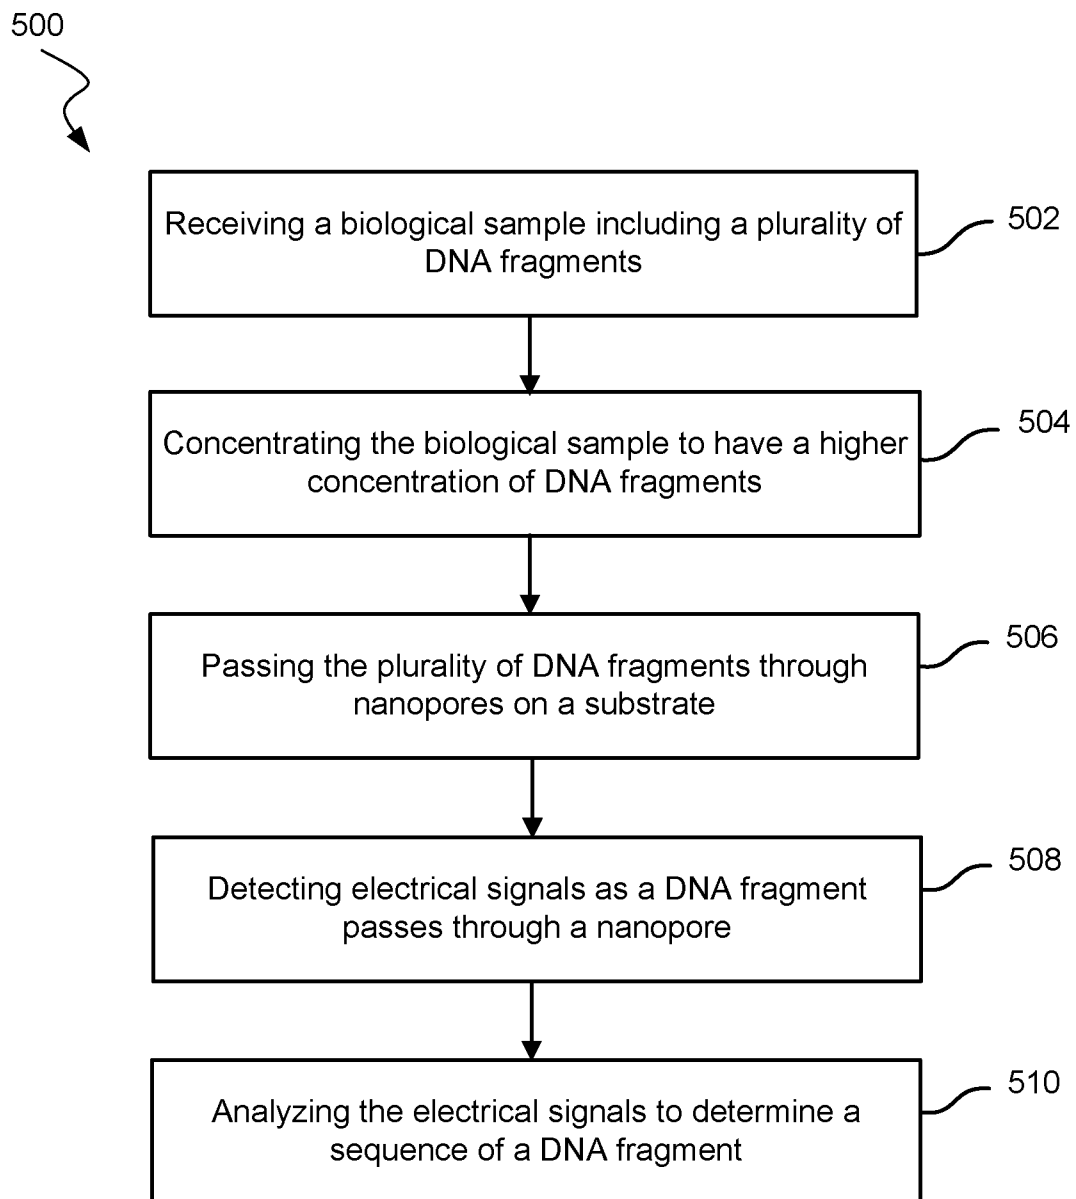 500
Receiving a biological sample including a plurality of
DNA fragments
502
Concentrating the biological sample to have a higher
concentration of DNA fragments
504
Passing the plurality of DNA fragments through
nanopores on a substrate
506
Detecting electrical signals as a DNA fragment
passes through a nanopore
508
Analyzing the electrical signals to determine a
sequence of a DNA fragment
510